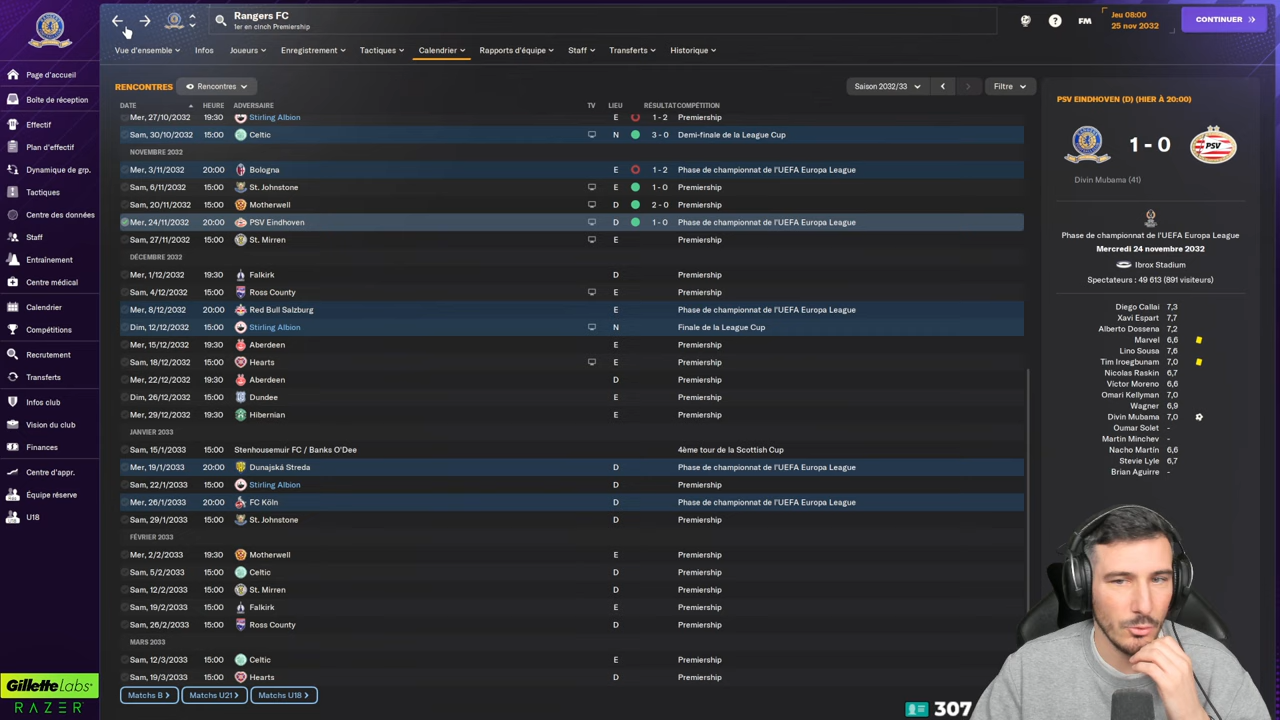 Rangers FC
1er en cinch Premiership
Jeu 08:00
25 nov 2032
CONTINUER
FM
Vue d'ensemble
Infos
Joueurs
Enregistrement
Tactiques
Calendrier
Rapports d'équipe
Staff
Transferts
Historique
Page d'accueil
Boîte de réception
Effectif
Plan d'effectif
Dynamique de grp.
Tactiques
Centre des données
Staff
Entraînement
Centre médical
Calendrier
Compétitions
Recrutement
Transferts
Infos club
Vision du club
Finances
Centre d'appr.
Équipe réserve
U18
Gillette Labs
RAZER
RENCONTRES Rencontres Saison 2032/33 Filtre
DATE HEURE ADVERSAIRE TV LIEU RÉSULTAT COMPÉTITION
Mer, 27/10/2032 19:30 Stirling Albion E 1 - 2 Premiership
Sam, 30/10/2032 15:00 Celtic N 3 - 0 Demi-finale de la League Cup
NOVEMBRE 2032
Mer, 3/11/2032 20:00 Bologna E 1 - 2 Phase de championnat de l'UEFA Europa League
Sam, 6/11/2032 15:00 St. Johnstone E 1 - 0 Premiership
Sam, 20/11/2032 15:00 Motherwell D 2 - 0 Premiership
Mer, 24/11/2032 20:00 PSV Eindhoven D 1 - 0 Phase de championnat de l'UEFA Europa League
Sam, 27/11/2032 15:00 St. Mirren E Premiership
DÉCEMBRE 2032
Mer, 1/12/2032 19:30 Falkirk D Premiership
Sam, 4/12/2032 15:00 Ross County E Premiership
Mer, 8/12/2032 20:00 Red Bull Salzburg E Phase de championnat de l'UEFA Europa League
Dim, 12/12/2032 15:00 Stirling Albion N Finale de la League Cup
Mer, 15/12/2032 19:30 Aberdeen E Premiership
Sam, 18/12/2032 15:00 Hearts E Premiership
Mer, 22/12/2032 19:30 Aberdeen D Premiership
Dim, 26/12/2032 15:00 Dundee E Premiership
Mer, 29/12/2032 19:30 Hibernian E Premiership
JANVIER 2033
Sam, 15/1/2033 15:00 Stenhousemuir FC / Banks O'Dee 4ème tour de la Scottish Cup
Mer, 19/1/2033 20:00 Dunajská Streda D Phase de championnat de l'UEFA Europa League
Sam, 22/1/2033 15:00 Stirling Albion D Premiership
Mer, 26/1/2033 20:00 FC Köln D Phase de championnat de l'UEFA Europa League
Sam, 29/1/2033 15:00 St. Johnstone D Premiership
FÉVRIER 2033
Mer, 2/2/2033 19:30 Motherwell E Premiership
Sam, 5/2/2033 15:00 Celtic D Premiership
Sam, 12/2/2033 15:00 St. Mirren D Premiership
Sam, 19/2/2033 15:00 Falkirk E Premiership
Sam, 26/2/2033 15:00 Ross County D Premiership
MARS 2033
Sam, 12/3/2033 15:00 Celtic E Premiership
Sam, 19/3/2033 15:00 Hearts D Premiership
Matchs B
Matchs U21
Matchs U18
307
PSV EINDHOVEN (D) (HIER À 20:00)
1 - 0
PSV
Divin Mubama (41)
Phase de championnat de l'UEFA Europa League
Mercredi 24 novembre 2032
Ibrox Stadium
Spectateurs : 49 613 (891 visiteurs)
Diego Callai 7,3
Xavi Espart 7,7
Alberto Dossena 7,2
Marvel 6,6
Lino Sousa 7,6
Tim Iroegbunam 7,0
Nicolas Raskin 6,7
Víctor Moreno 6,6
Omari Kellyman 7,0
Wagner 6,9
Divin Mubama 7,0
Oumar Solet -
Martin Minchev -
Nacho Martín 6,6
Stevie Lyle 6,7
Brian Aguirre -